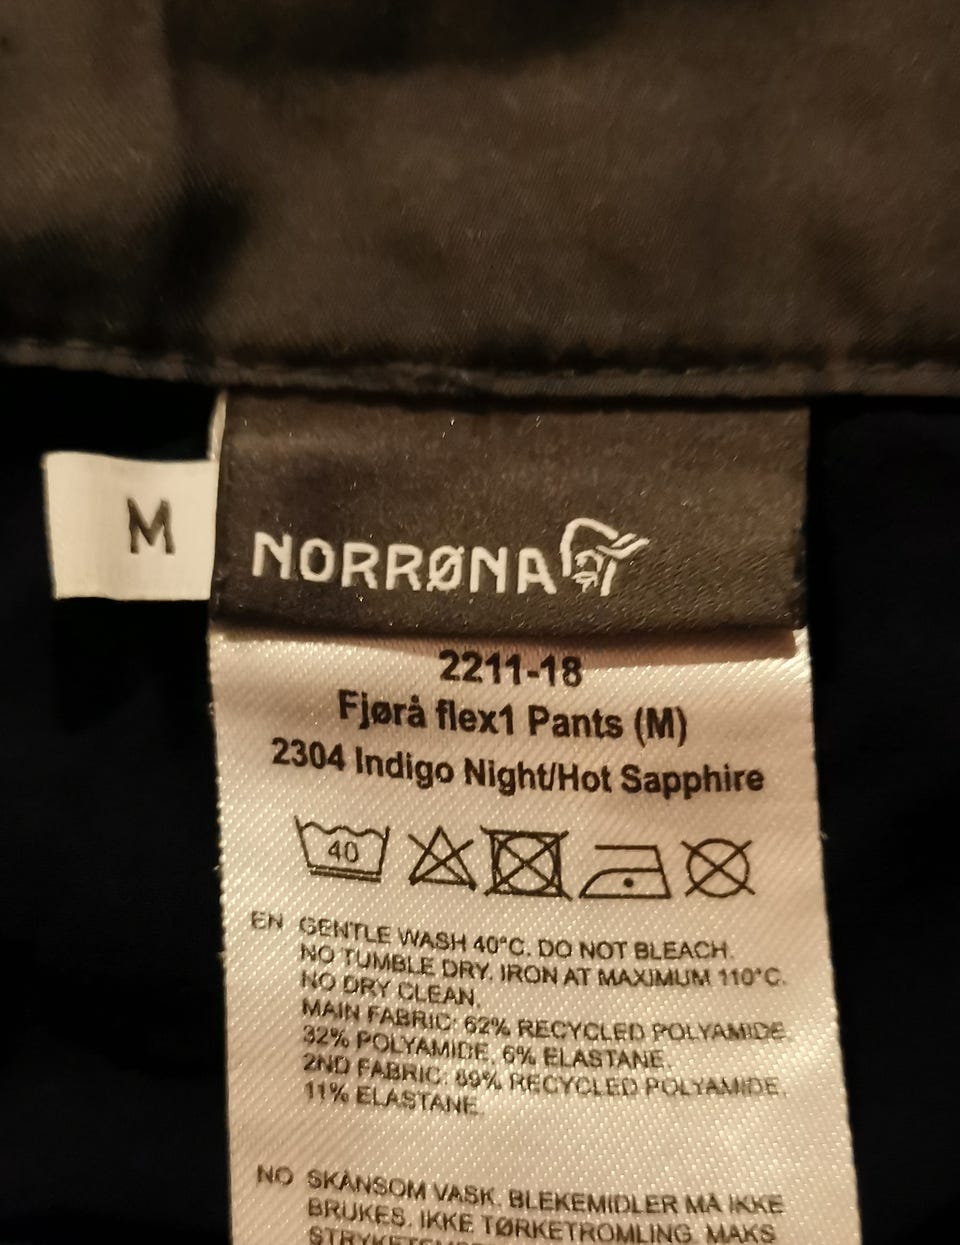 M
NORRØNA
2211-18
Fjørå flex1 Pants (M)
2304 Indigo Night/Hot Sapphire
40
EN GENTLE WASH 40°C. DO NOT BLEACH.
NO TUMBLE DRY. IRON AT MAXIMUM 110°C.
NO DRY CLEAN.
MAIN FABRIC: 62% RECYCLED POLYAMIDE.
32% POLYAMIDE, 6% ELASTANE.
2ND FABRIC: 89% RECYCLED POLYAMIDE.
11% ELASTANE.
NO SKÅNSOM VASK. BLEKEMIDLER MÅ IKKE
BRUKES. IKKE TØRKETROMLING. MAKS